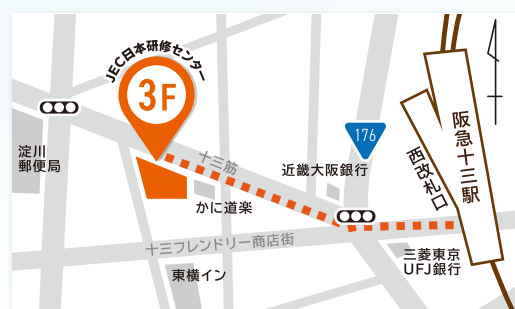 JEC日本研修センター
3F
淀川
郵便局
十三筋
かに道楽
近畿大阪銀行
176
阪急十三駅
西改札口
十三フレンドリー商店街
東横イン
三菱東京
UFJ銀行